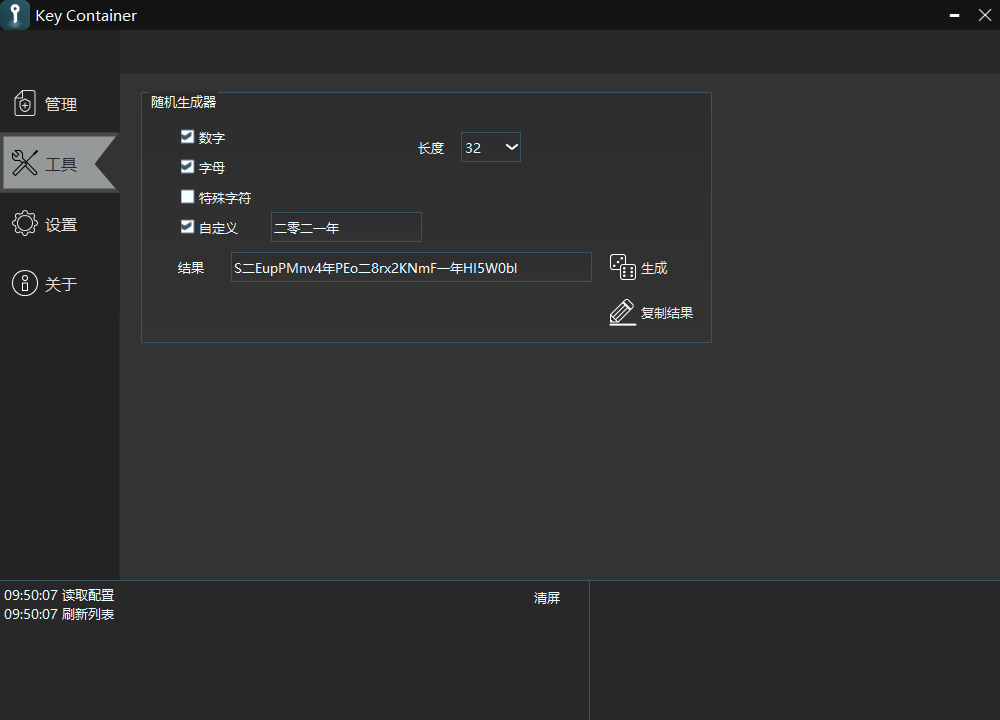 Key Container
管理
工具
设置
关于
随机生成器
数字
字母
特殊字符
自定义
二零二一年
长度
32
结果
S二EupPMnv4年PEo二8rx2KNmF一年HI5W0bl
生成
复制结果
09:50:07 读取配置
09:50:07 刷新列表
清屏